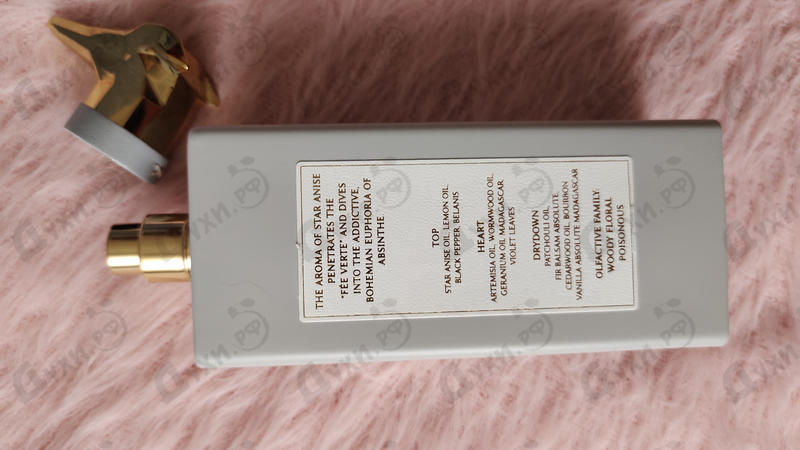 THE AROMA OF STAR ANISE
PENETRATES THE
"FÉE VERTE" AND DIVES
INTO THE ADDICTIVE,
BOHEMIAN EUPHORIA OF
ABSINTHE.
TOP
STAR ANISE OIL, LEMON OIL,
BLACK PEPPER, BELANIS
HEART
ARTEMISIA OIL, WORMWOOD OIL,
GERANIUM OIL MADAGASCAR,
VIOLET LEAVES
DRYDOWN
PATCHOULI OIL,
FIR BALSAM ABSOLUTE,
CEDARWOOD OIL, BOURBON
VANILLA ABSOLUTE MADAGASCAR
OLFACTIVE FAMILY:
WOODY FLORAL
POISONOUS
Духи.рф